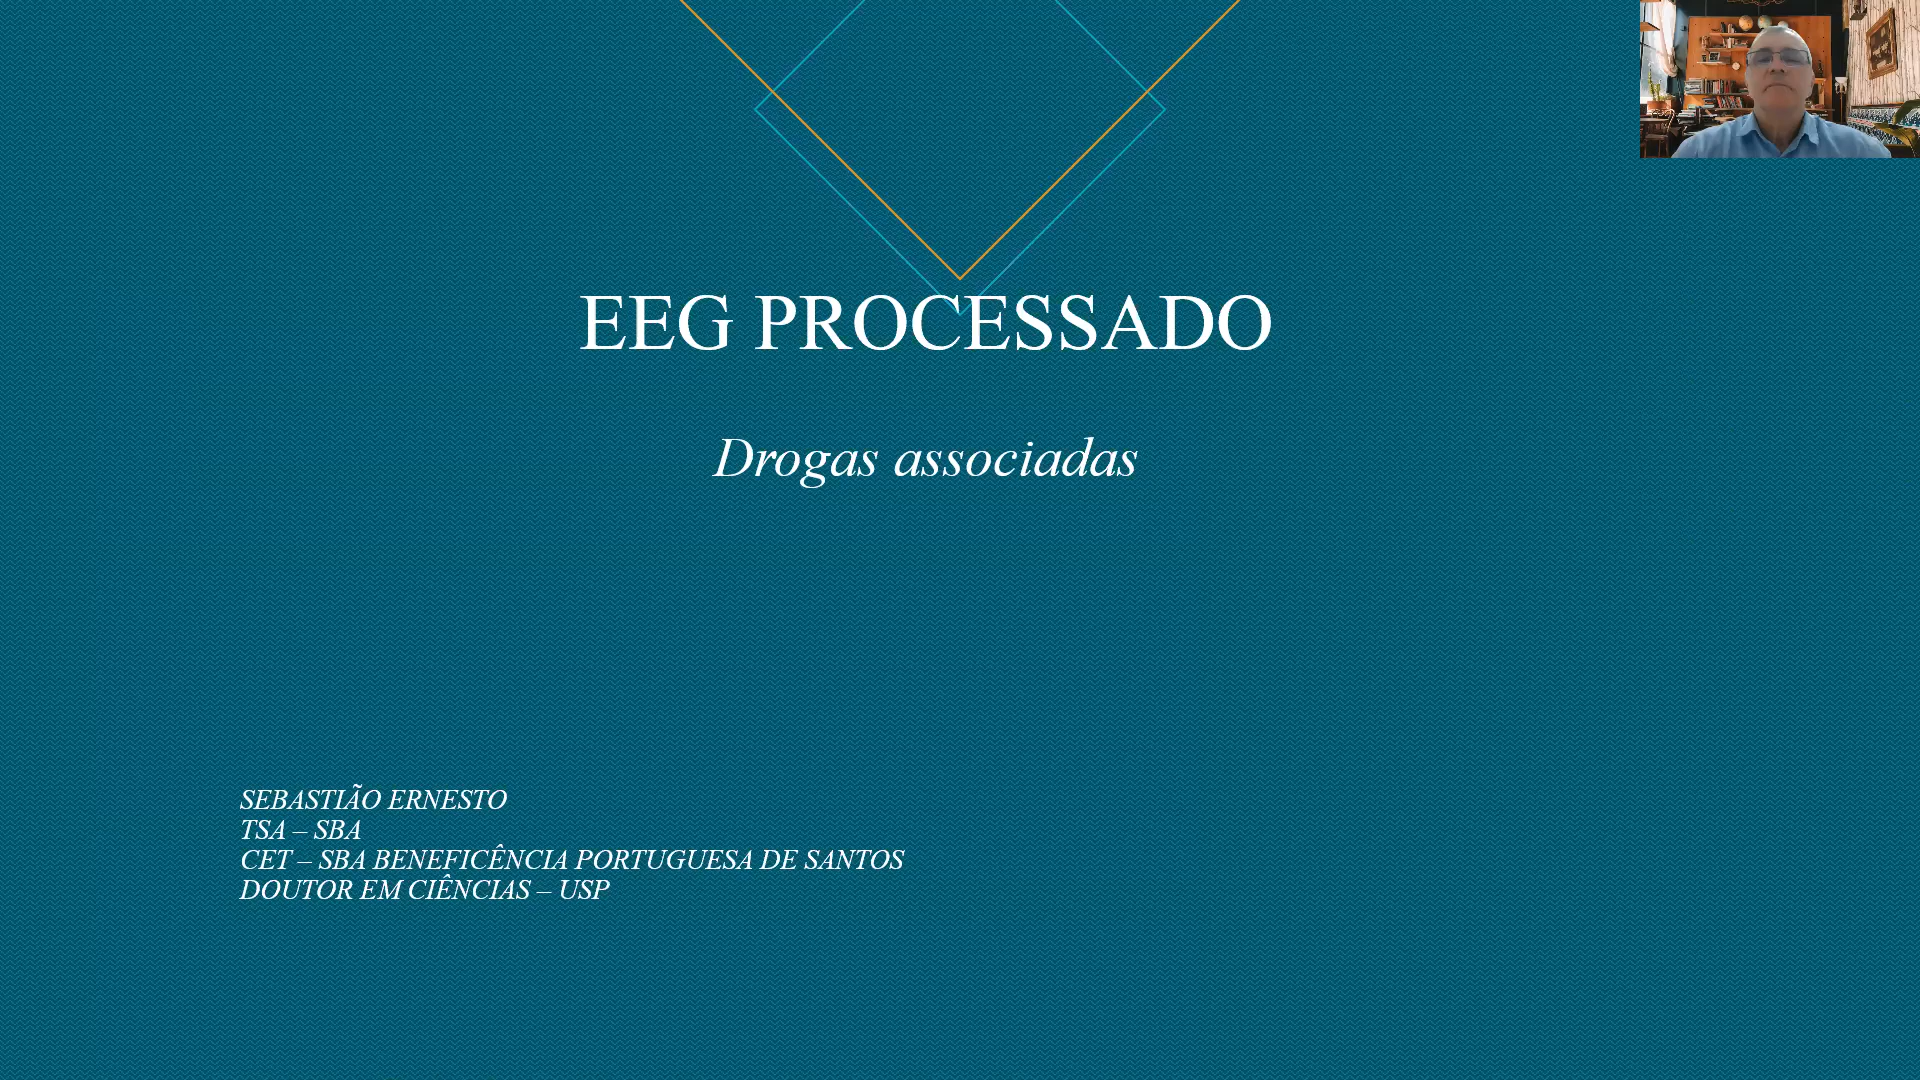 EEG PROCESSADO
Drogas associadas
SEBASTIÃO ERNESTO
TSA – SBA
CET – SBA BENEFICÊNCIA PORTUGUESA DE SANTOS
DOUTOR EM CIÊNCIAS – USP